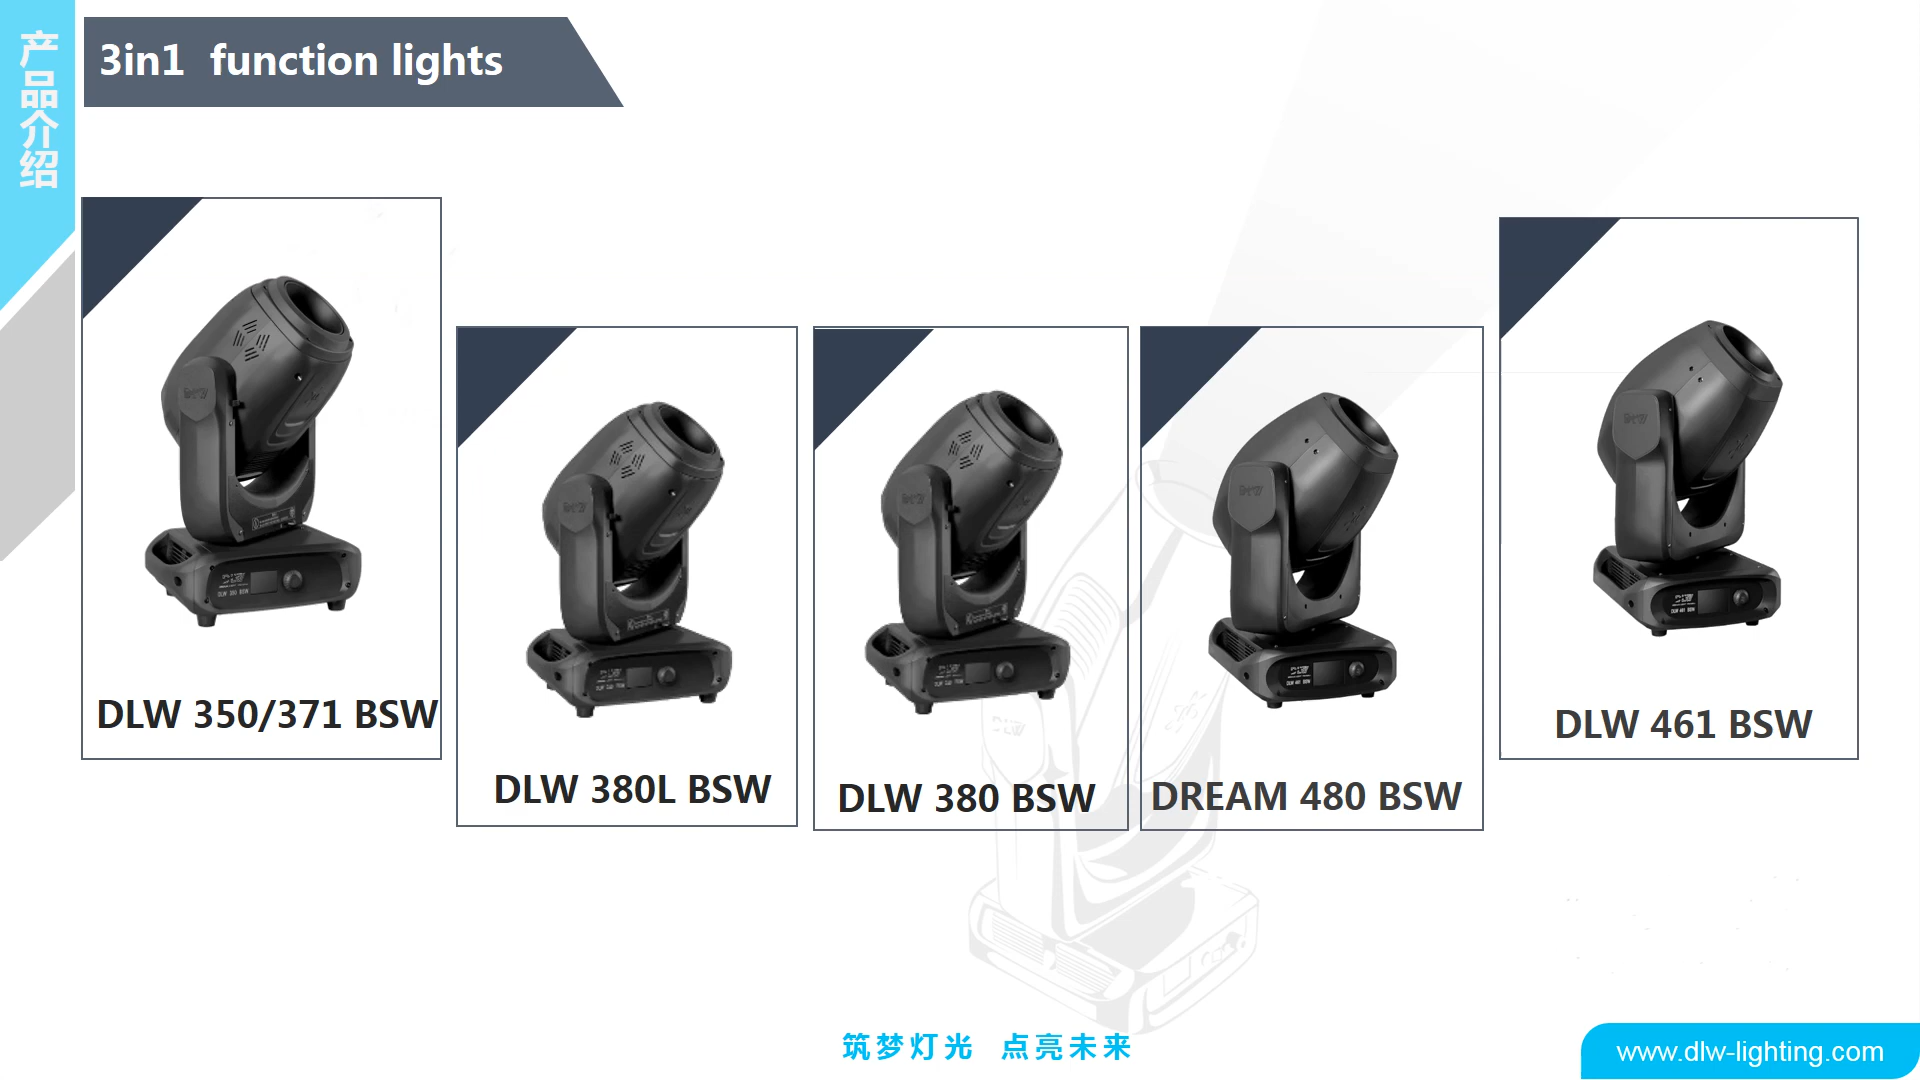 产品介绍
3in1 function lights
DLW 350/371 BSW
DLW 380L BSW
DLW 380 BSW
DREAM 480 BSW
DLW 461 BSW
DLW
筑梦灯光 点亮未来
www.dlw-lighting.com